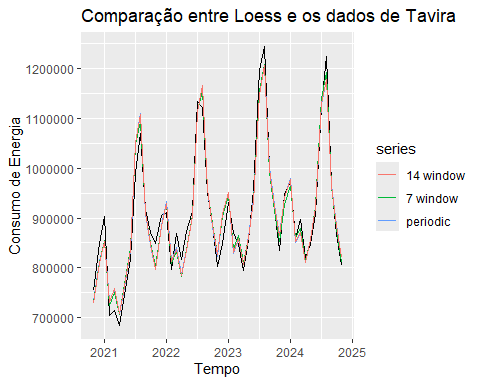 Comparação entre Loess e os dados de Tavira
Consumo de Energia
1200000
1100000
1000000
900000
800000
700000
2021
2022
2023
2024
2025
Tempo
series
14 window
7 window
periodic